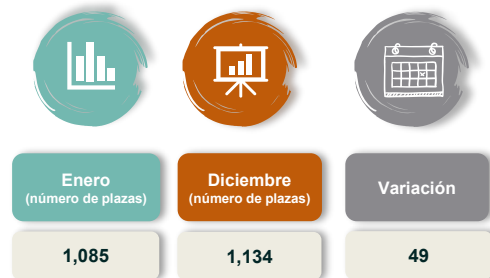 Enero
(número de plazas)
Diciembre
(número de plazas)
Variación
1,085
1,134
49